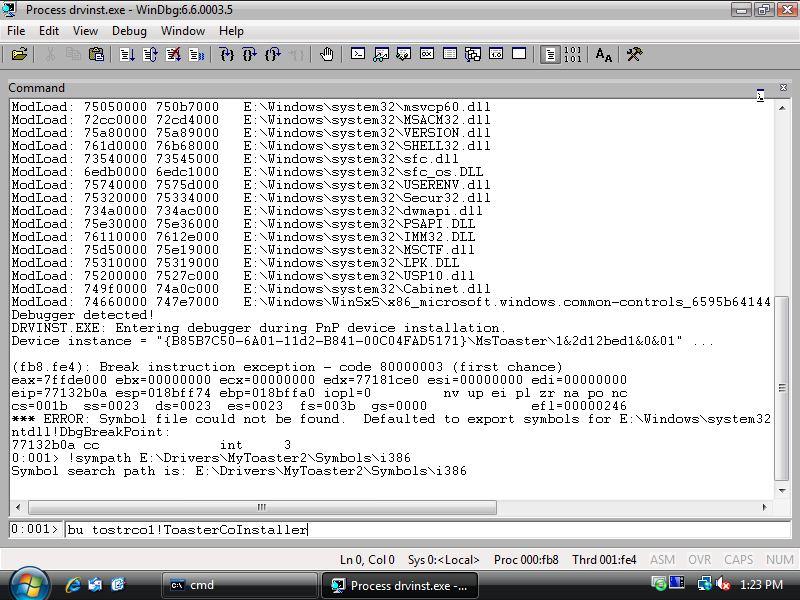 Process drvinst.exe - WinDbg:6.6.0003.5
File Edit View Debug Window Help
Command
ModLoad: 75050000 750b7000   E:\Windows\system32\msvcp60.dll
ModLoad: 72cc0000 72cd4000   E:\Windows\system32\MSACM32.dll
ModLoad: 75a80000 75a89000   E:\Windows\system32\VERSION.dll
ModLoad: 761d0000 76b68000   E:\Windows\system32\SHELL32.dll
ModLoad: 73540000 73545000   E:\Windows\system32\sfc.dll
ModLoad: 6edb0000 6edc1000   E:\Windows\system32\sfc_os.DLL
ModLoad: 75740000 7575d000   E:\Windows\system32\USERENV.dll
ModLoad: 75320000 75334000   E:\Windows\system32\Secur32.dll
ModLoad: 734a0000 734ac000   E:\Windows\system32\dwmapi.dll
ModLoad: 75e30000 75e36000   E:\Windows\system32\PSAPI.DLL
ModLoad: 76110000 7612e000   E:\Windows\system32\IMM32.DLL
ModLoad: 75d50000 75e19000   E:\Windows\system32\MSCTF.dll
ModLoad: 75310000 75319000   E:\Windows\system32\LPK.DLL
ModLoad: 75200000 7527c000   E:\Windows\system32\USP10.dll
ModLoad: 749f0000 74a0c000   E:\Windows\system32\Cabinet.dll
ModLoad: 74660000 747e7000   E:\Windows\WinSxS\x86_microsoft.windows.common-controls_6595b64144
Debugger detected!
DRVINST.EXE: Entering debugger during PnP device installation.
Device instance = "{B85B7C50-6A01-11d2-B841-00C04FAD5171}\MsToaster\1&2d12bed1&0&01" ...
(fb8.fe4): Break instruction exception - code 80000003 (first chance)
eax=7ffde000 ebx=00000000 ecx=00000000 edx=77181ce0 esi=00000000 edi=00000000
eip=77132b0a esp=018bff74 ebp=018bffa0 iopl=0         nv up ei pl zr na po nc
cs=001b  ss=0023  ds=0023  es=0023  fs=003b  gs=0000             efl=00000246
*** ERROR: Symbol file could not be found.  Defaulted to export symbols for E:\Windows\system32
ntdll!DbgBreakPoint:
77132b0a cc              int     3
0:001> !sympath E:\Drivers\MyToaster2\Symbols\i386
Symbol search path is: E:\Drivers\MyToaster2\Symbols\i386
0:001> bu tostrco1!ToasterCoInstaller
Ln 0, Col 0 Sys 0:<Local> Proc 000:fb8 Thrd 001:fe4 ASM OVR CAPS NUM
cmd Process drvinst.exe -... 1:23 PM